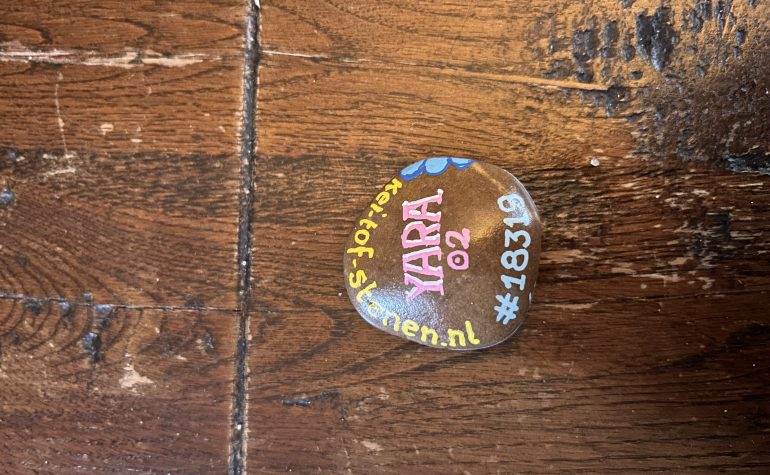 kei-tof-stenen.nl
YARA
02
#18319